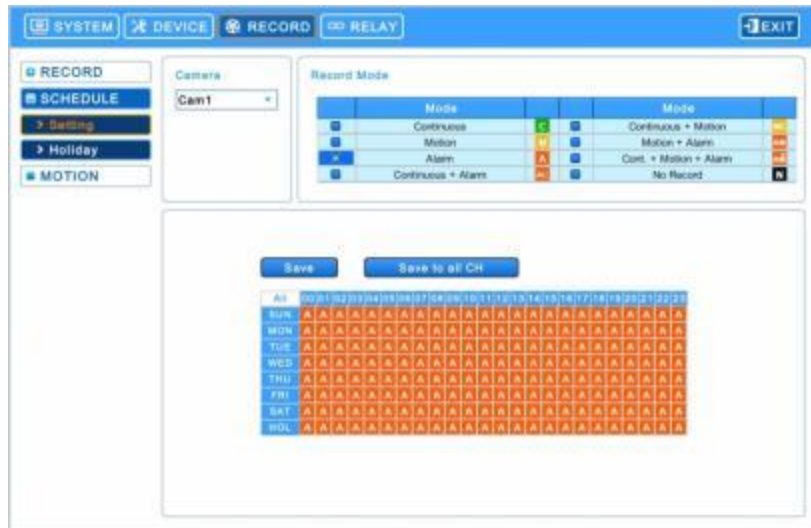 SYSTEM DEVICE RECORD RELAY EXIT
RECORD
SCHEDULE
> Setting
> Holiday
MOTION
Camera
Cam1
Record Mode
Mode Mode
Continuous C Continuous + Motion
Motion M Motion + Alarm
Alarm A Cont. + Motion + Alarm
Continuous + Alarm No Record N
Save Save to all CH
All 00 01 02 03 04 05 06 07 08 09 10 11 12 13 14 15 16 17 18 19 20 21 22 23
SUN A A A A A A A A A A A A A A A A A A A A A A A A
MON A A A A A A A A A A A A A A A A A A A A A A A A
TUE A A A A A A A A A A A A A A A A A A A A A A A A
WED A A A A A A A A A A A A A A A A A A A A A A A A
THU A A A A A A A A A A A A A A A A A A A A A A A A
FRI A A A A A A A A A A A A A A A A A A A A A A A A
SAT A A A A A A A A A A A A A A A A A A A A A A A A
HOL A A A A A A A A A A A A A A A A A A A A A A A A